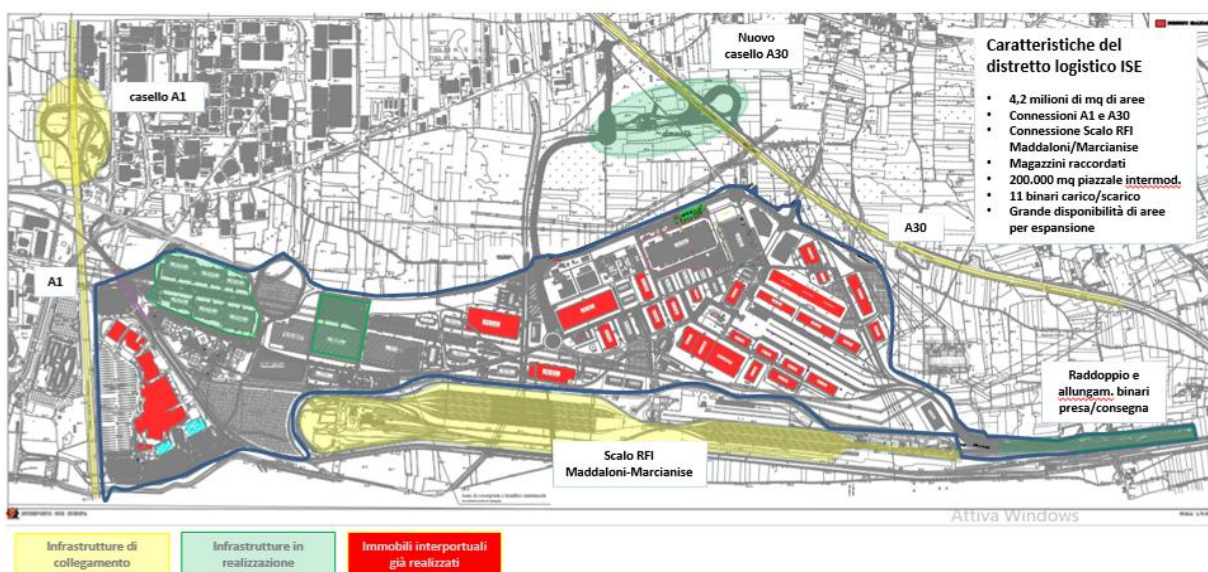 Nuovo
casello A30
casello A1
Caratteristiche del
distretto logistico ISE
• 4,2 milioni di mq di aree
• Connessioni A1 e A30
• Connessione Scalo RFI
Maddaloni/Marcianise
• Magazzini raccordati
• 200.000 mq piazzale intermod.
• 11 binari carico/scarico
• Grande disponibilità di aree
per espansione
A30
A1
Raddoppio e
allungam. binari
presa/consegna
Scalo RFI
Maddaloni-Marcianise
INTERPORTO SUD EUROPA
Attiva Windows
Infrastrutture di
collegamento
Infrastrutture in
realizzazione
Immobili interportuali
già realizzati